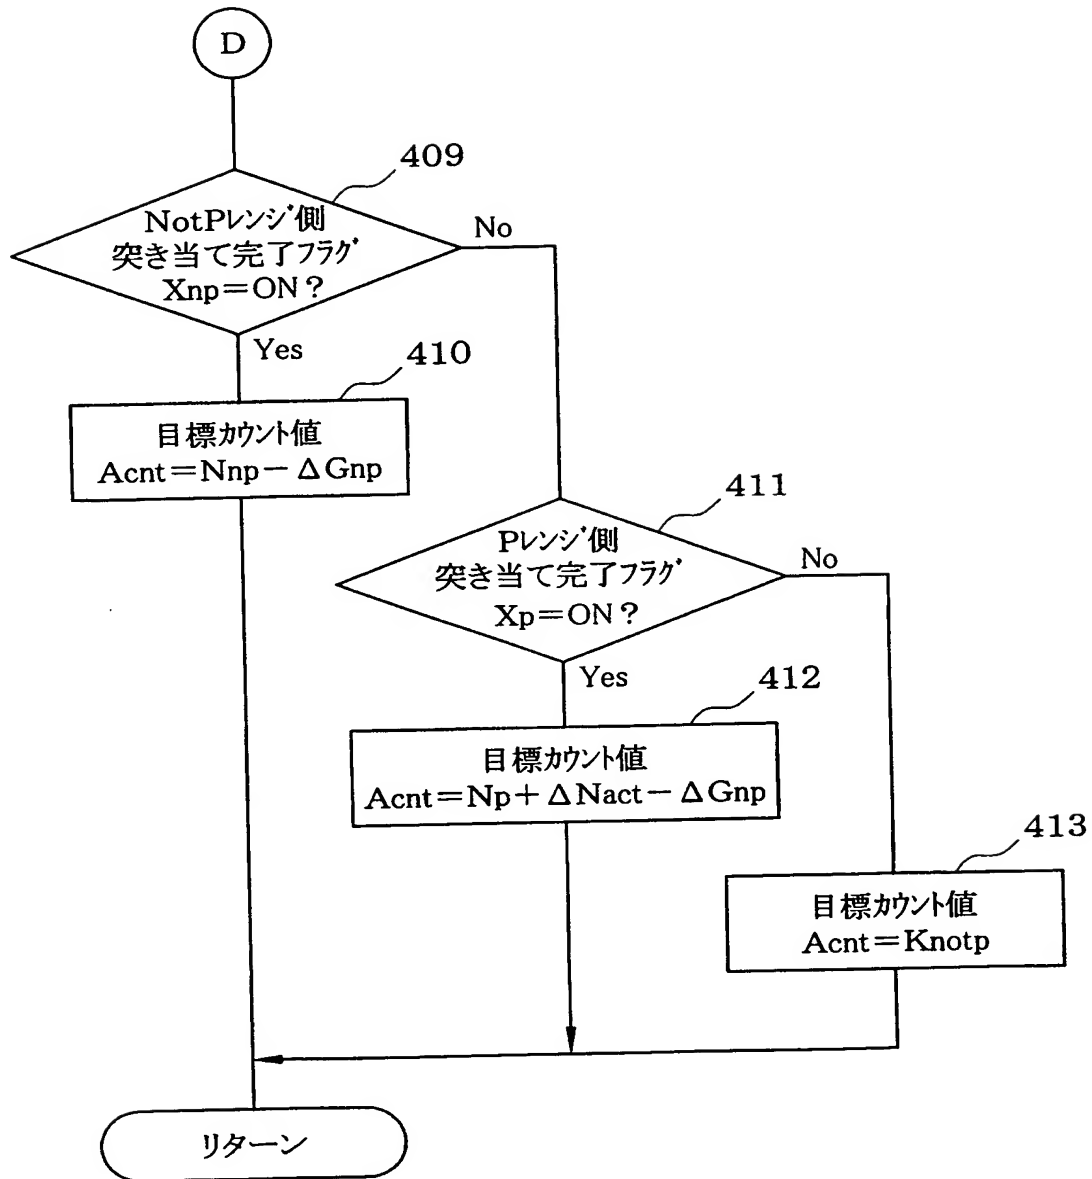 D
409
NotPレンジ側
突き当て完了フラグ
Xnp=ON?
No
Yes
410
目標カウント値
Acnt=Nnp-ΔGnp
411
Pレンジ側
突き当て完了フラグ
Xp=ON?
No
Yes
412
目標カウント値
Acnt=Np+ΔNact-ΔGnp
413
目標カウント値
Acnt=Knotp
リターン